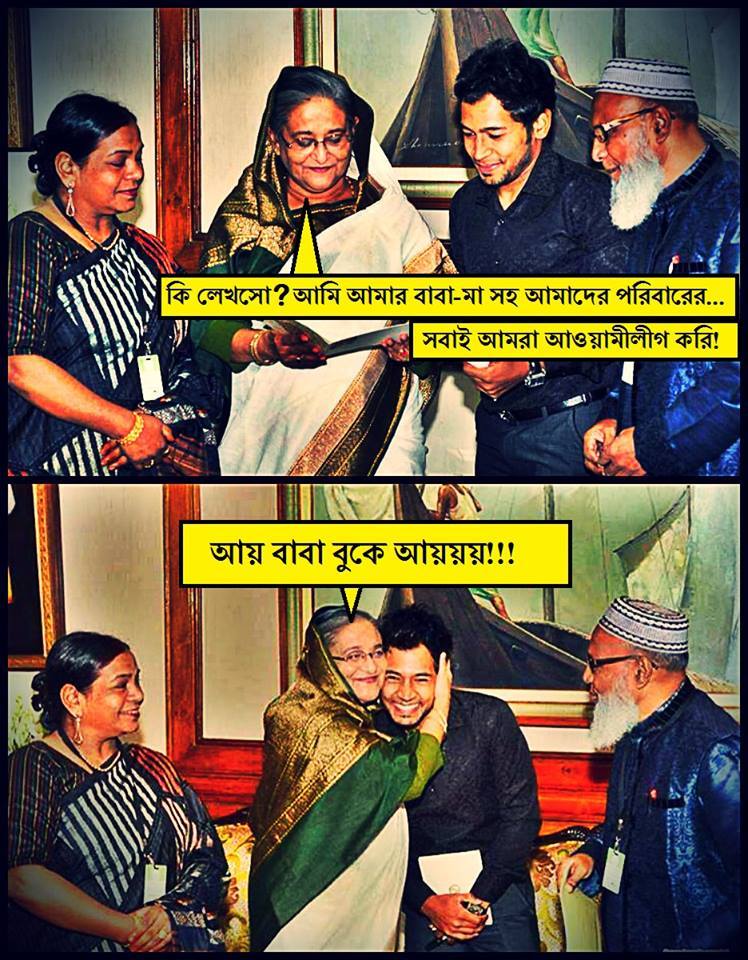 কি লেখসো? আমি আমার বাবা-মা সহ আমাদের পরিবারের...
সবাই আমরা আওয়ামীলীগ করি!
আয় বাবা বুকে আয়য়য়!!!